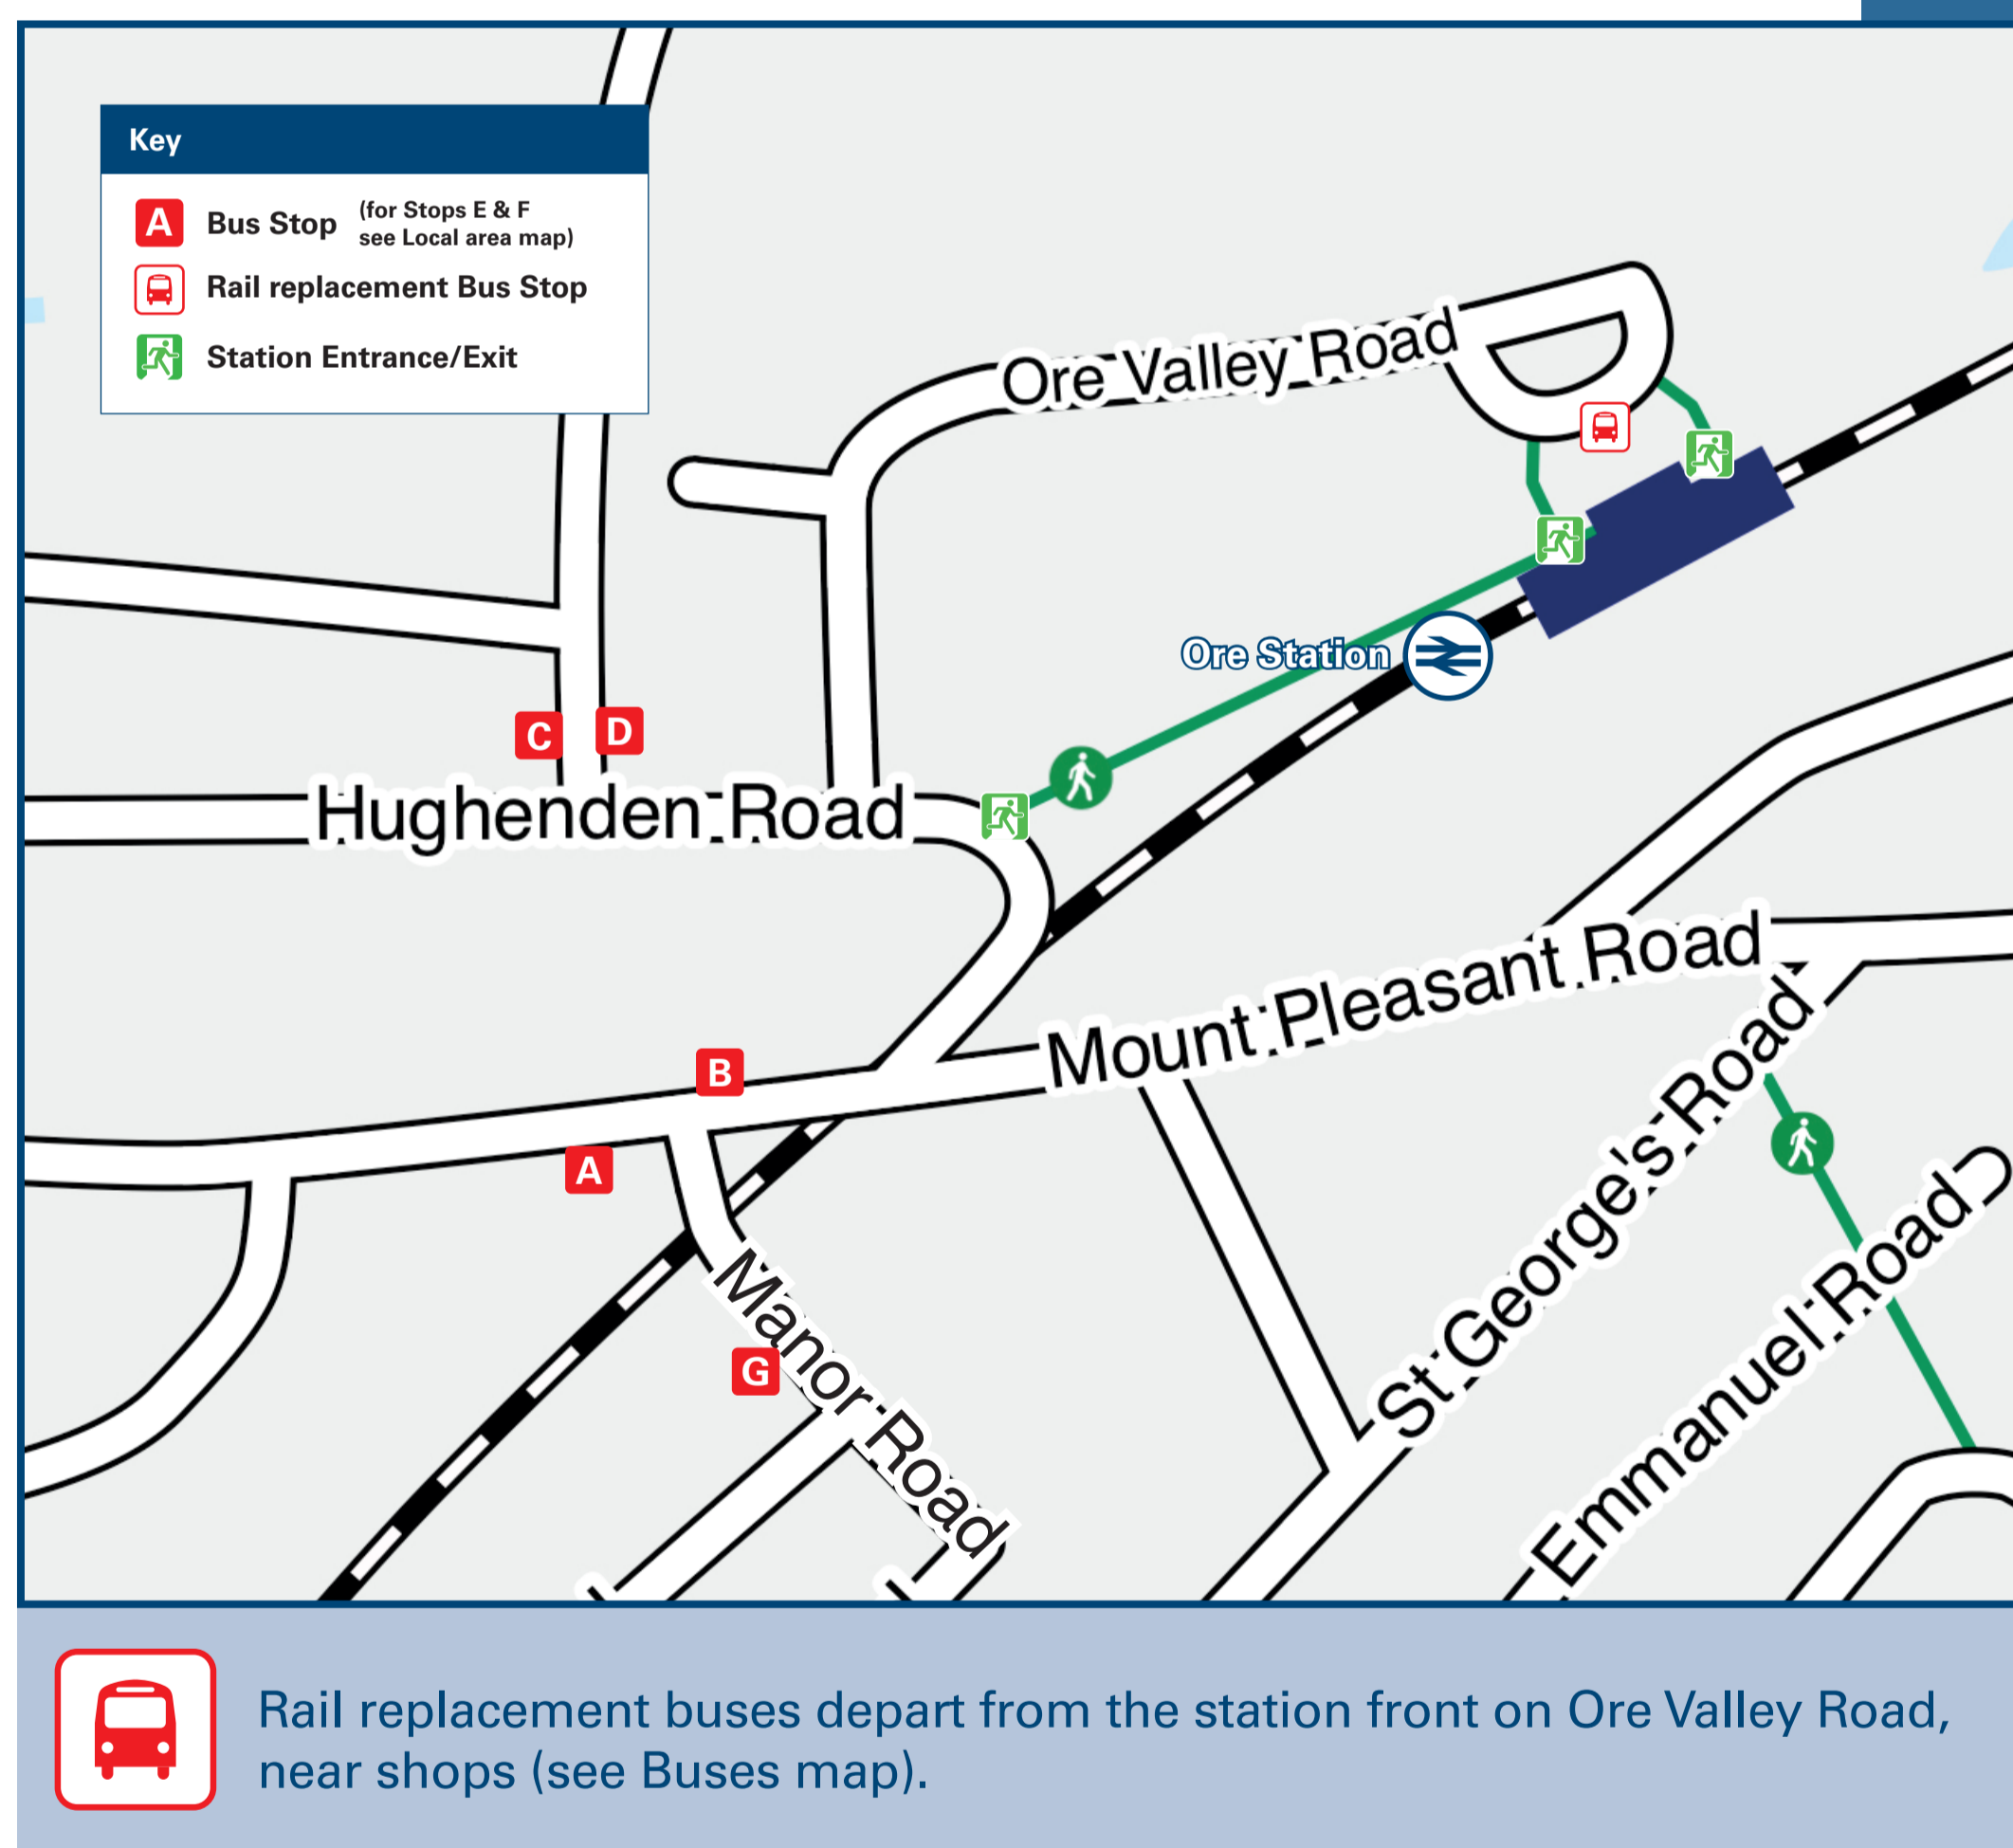 Key
A Bus Stop (for Stops E & F
see Local area map)
Rail replacement Bus Stop
Station Entrance/Exit
Ore Valley Road
Ore Station
C
D
Hughenden Road
Mount Pleasant Road
B
A
St George's Road
Manor Road
G
Emmanuel Road
Rail replacement buses depart from the station front on Ore Valley Road,
near shops (see Buses map).